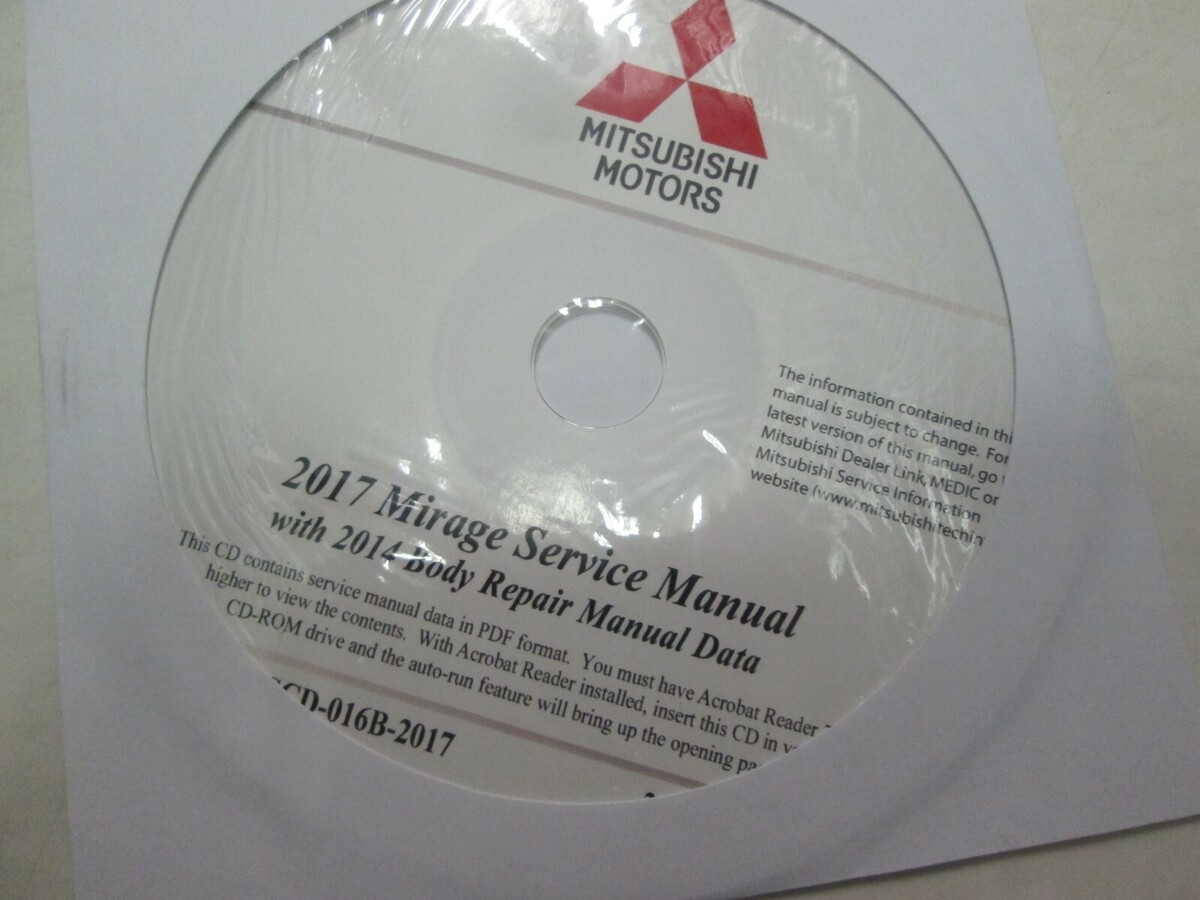 MITSUBISHI
MOTORS
The information contained in thi
manual is subject to change. For
latest version of this manual, go
Mitsubishi Dealer Link, MEDIC or
Mitsubishi Service Information
website (www.mitsubishitechin
2017 Mirage Service Manual
with 2014 Body Repair Manual Data
This CD contains service manual data in PDF format. You must have Acrobat Reader
higher to view the contents. With Acrobat Reader installed, insert this CD in
CD-ROM drive and the auto-run feature will bring up the opening pa
CD-016B-2017